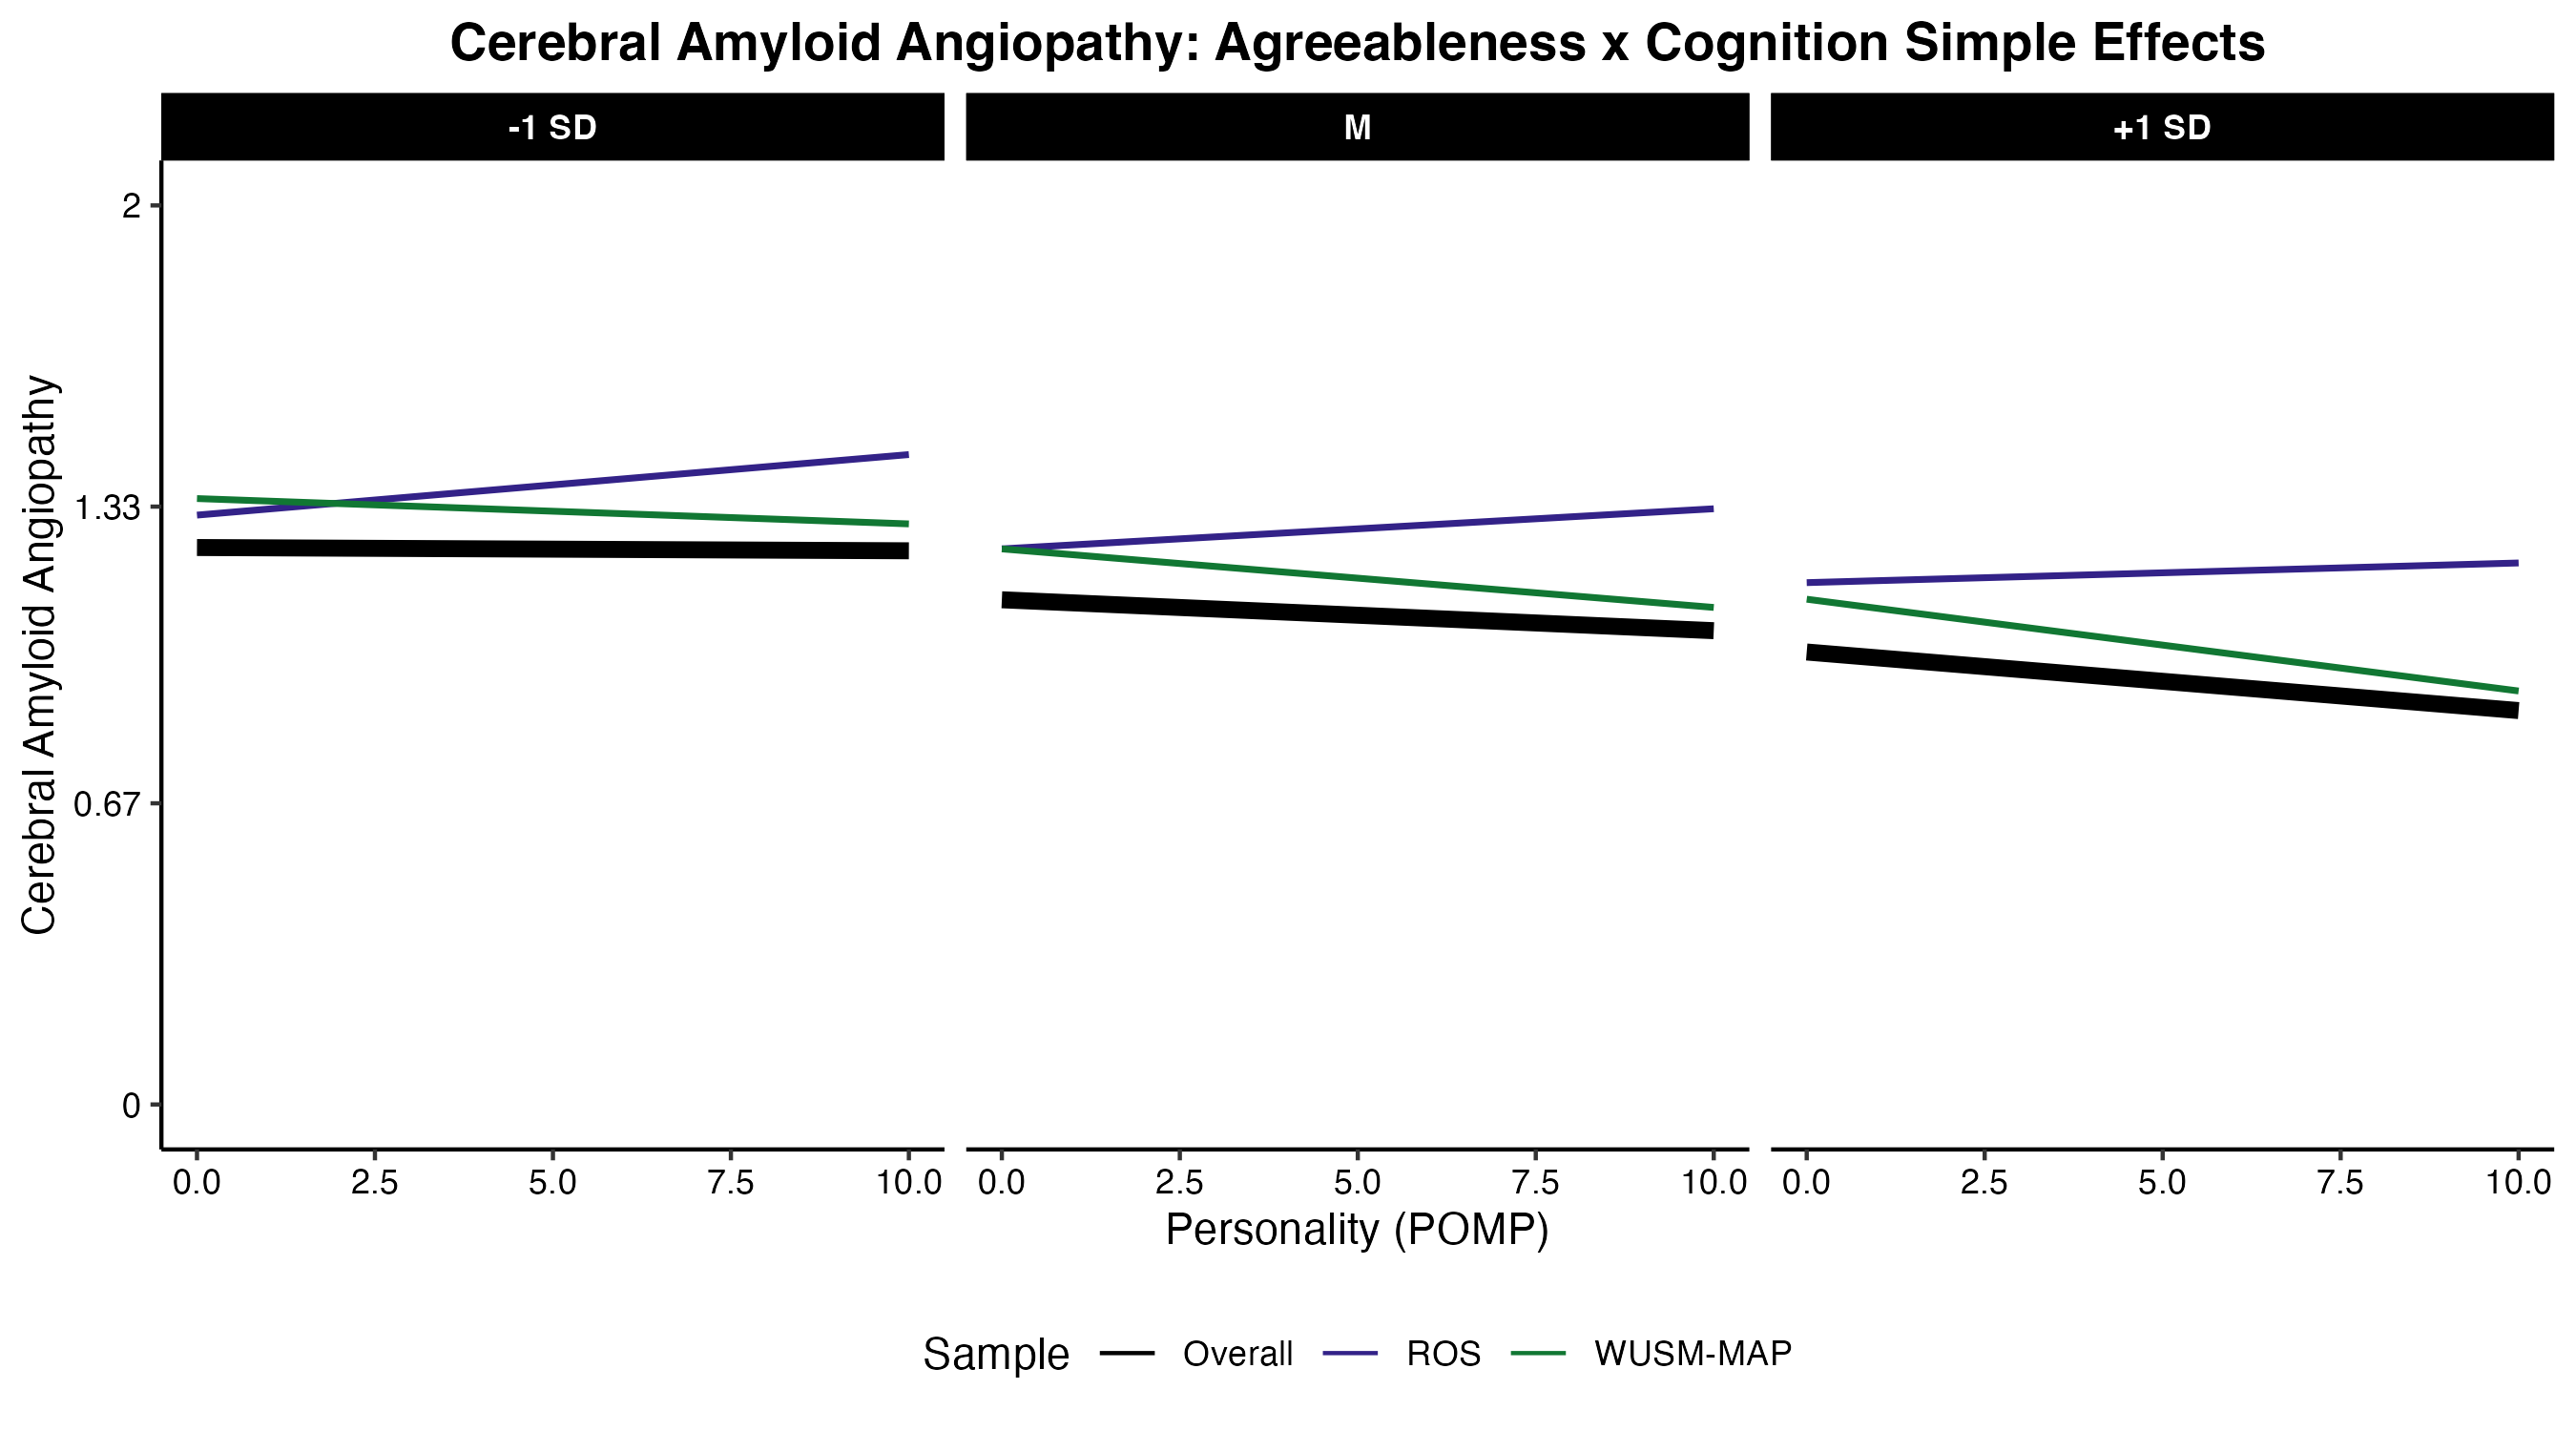 Cerebral Amyloid Angiopathy: Agreeableness x Cognition Simple Effects
-1 SD
M
+1 SD
Cerebral Amyloid Angiopathy
2
1.33
0.67
0
0.0 2.5 5.0 7.5 10.0
0.0 2.5 5.0 7.5 10.0
0.0 2.5 5.0 7.5 10.0
Personality (POMP)
Sample Overall ROS WUSM-MAP